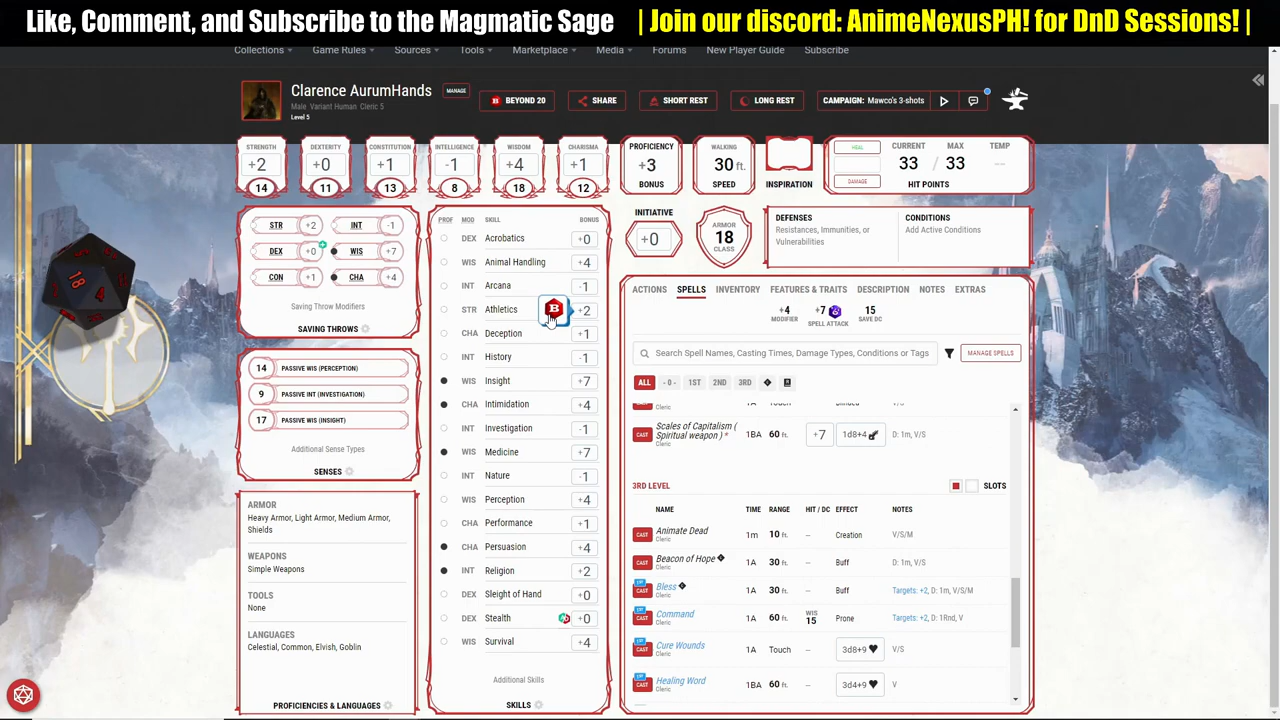 Like, Comment, and Subscribe to the Magmatic Sage | Join our discord: AnimeNexusPH! for DnD Sessions! |
Collections Game Rules Sources Tools Marketplace Media Forums New Player Guide Subscribe
Clarence AurumHands MANAGE
Male Variant Human Cleric 5
Level 5
BEYOND 20 SHARE SHORT REST LONG REST CAMPAIGN: Mawco's 3-shots
STRENGTH DEXTERITY CONSTITUTION INTELLIGENCE WISDOM CHARISMA
+2 +0 +1 -1 +4 +1
14 11 13 8 18 12
PROFICIENCY
+3
BONUS
WALKING
30 ft.
SPEED
INSPIRATION
HEAL
DAMAGE
CURRENT MAX TEMP
33 / 33 --
HIT POINTS
STR +2 INT -1
DEX +0 WIS +7
CON +1 CHA +4
Saving Throw Modifiers
SAVING THROWS
14 PASSIVE WIS (PERCEPTION)
9 PASSIVE INT (INVESTIGATION)
17 PASSIVE WIS (INSIGHT)
Additional Sense Types
SENSES
ARMOR
Heavy Armor, Light Armor, Medium Armor,
Shields
WEAPONS
Simple Weapons
TOOLS
None
LANGUAGES
Celestial, Common, Elvish, Goblin
PROFICIENCIES & LANGUAGES
PROF MOD SKILL BONUS
DEX Acrobatics +0
WIS Animal Handling +4
INT Arcana -1
STR Athletics B +2
CHA Deception +1
INT History -1
WIS Insight +7
CHA Intimidation +4
INT Investigation -1
WIS Medicine +7
INT Nature -1
WIS Perception +4
CHA Performance +1
CHA Persuasion +4
INT Religion +2
DEX Sleight of Hand +0
DEX Stealth +0
WIS Survival +4
Additional Skills
SKILLS
INITIATIVE
+0
ARMOR
18
CLASS
DEFENSES
Resistances, Immunities, or
Vulnerabilities
CONDITIONS
Add Active Conditions
ACTIONS SPELLS INVENTORY FEATURES & TRAITS DESCRIPTION NOTES EXTRAS
+4 +7 15
MODIFIER SPELL ATTACK SAVE DC
Search Spell Names, Casting Times, Damage Types, Conditions or Tags MANAGE SPELLS
ALL - 0 - 1ST 2ND 3RD
Cleric
CAST Scales of Capitalism (
Spiritual weapon ) * 1BA 60 ft. +7 1d8+4 D: 1m, V/S
Cleric
3RD LEVEL SLOTS
NAME TIME RANGE HIT / DC EFFECT NOTES
CAST Animate Dead 1m 10 ft. -- Creation V/S/M
Cleric
CAST Beacon of Hope 1A 30 ft. -- Buff D: 1m, V/S
Cleric
CAST Bless 1A 30 ft. -- Buff Targets: +2, D: 1m, V/S/M
Cleric
CAST Command 1A 60 ft. WIS 15 Prone Targets: +2, D: 1Rnd, V
Cleric
CAST Cure Wounds 1A Touch -- 3d8+9 V/S
Cleric
CAST Healing Word 1BA 60 ft. -- 3d4+9 V
Cleric
18 4